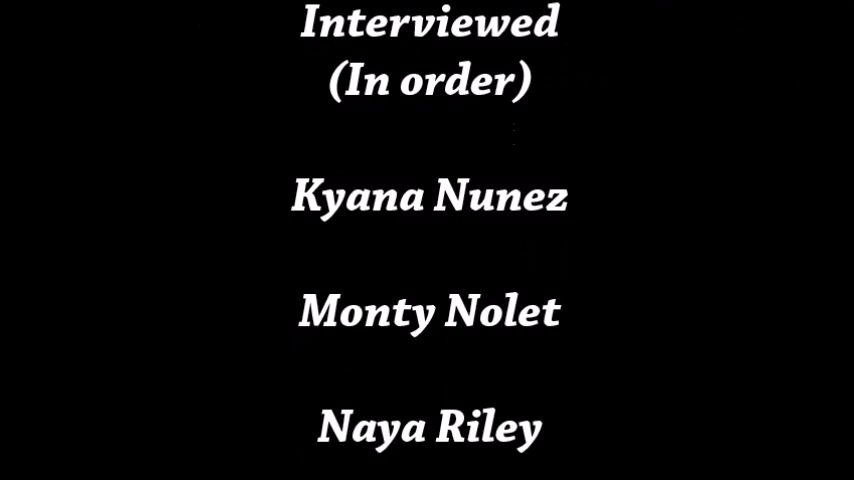 Interviewed
(In order)
Kyana Nunez
Monty Nolet
Naya Riley